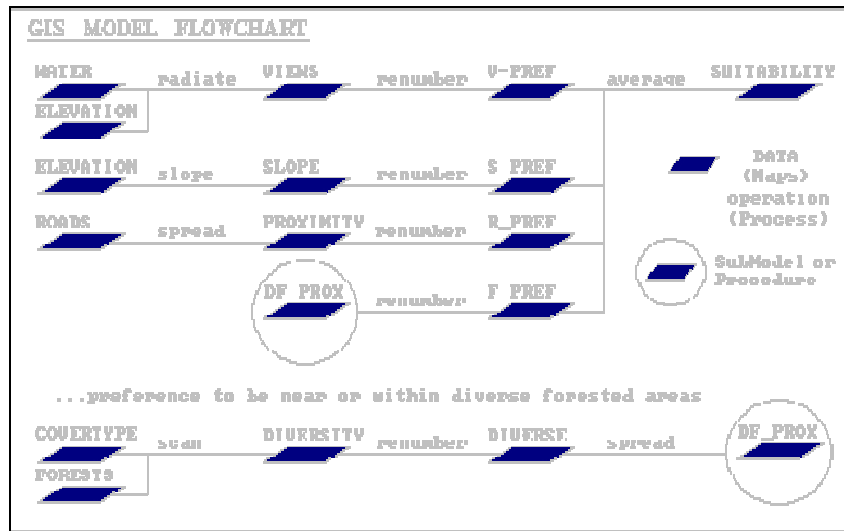 GIS MODEL FLOWCHART
WATER radiate VIEWS renumber V-PREF average SUITABILITY
ELEVATION
ELEVATION slope SLOPE renumber S_PREF
DATA
(Maps)
operation
(Process)
ROADS spread PROXIMITY renumber R_PREF
DF_PROX renumber F_PREF
SubModel or
Procedure
...preference to be near or within diverse forested areas
COVERTYPE scan DIVERSITY renumber DIVERSE spread DF_PROX
FORESTS